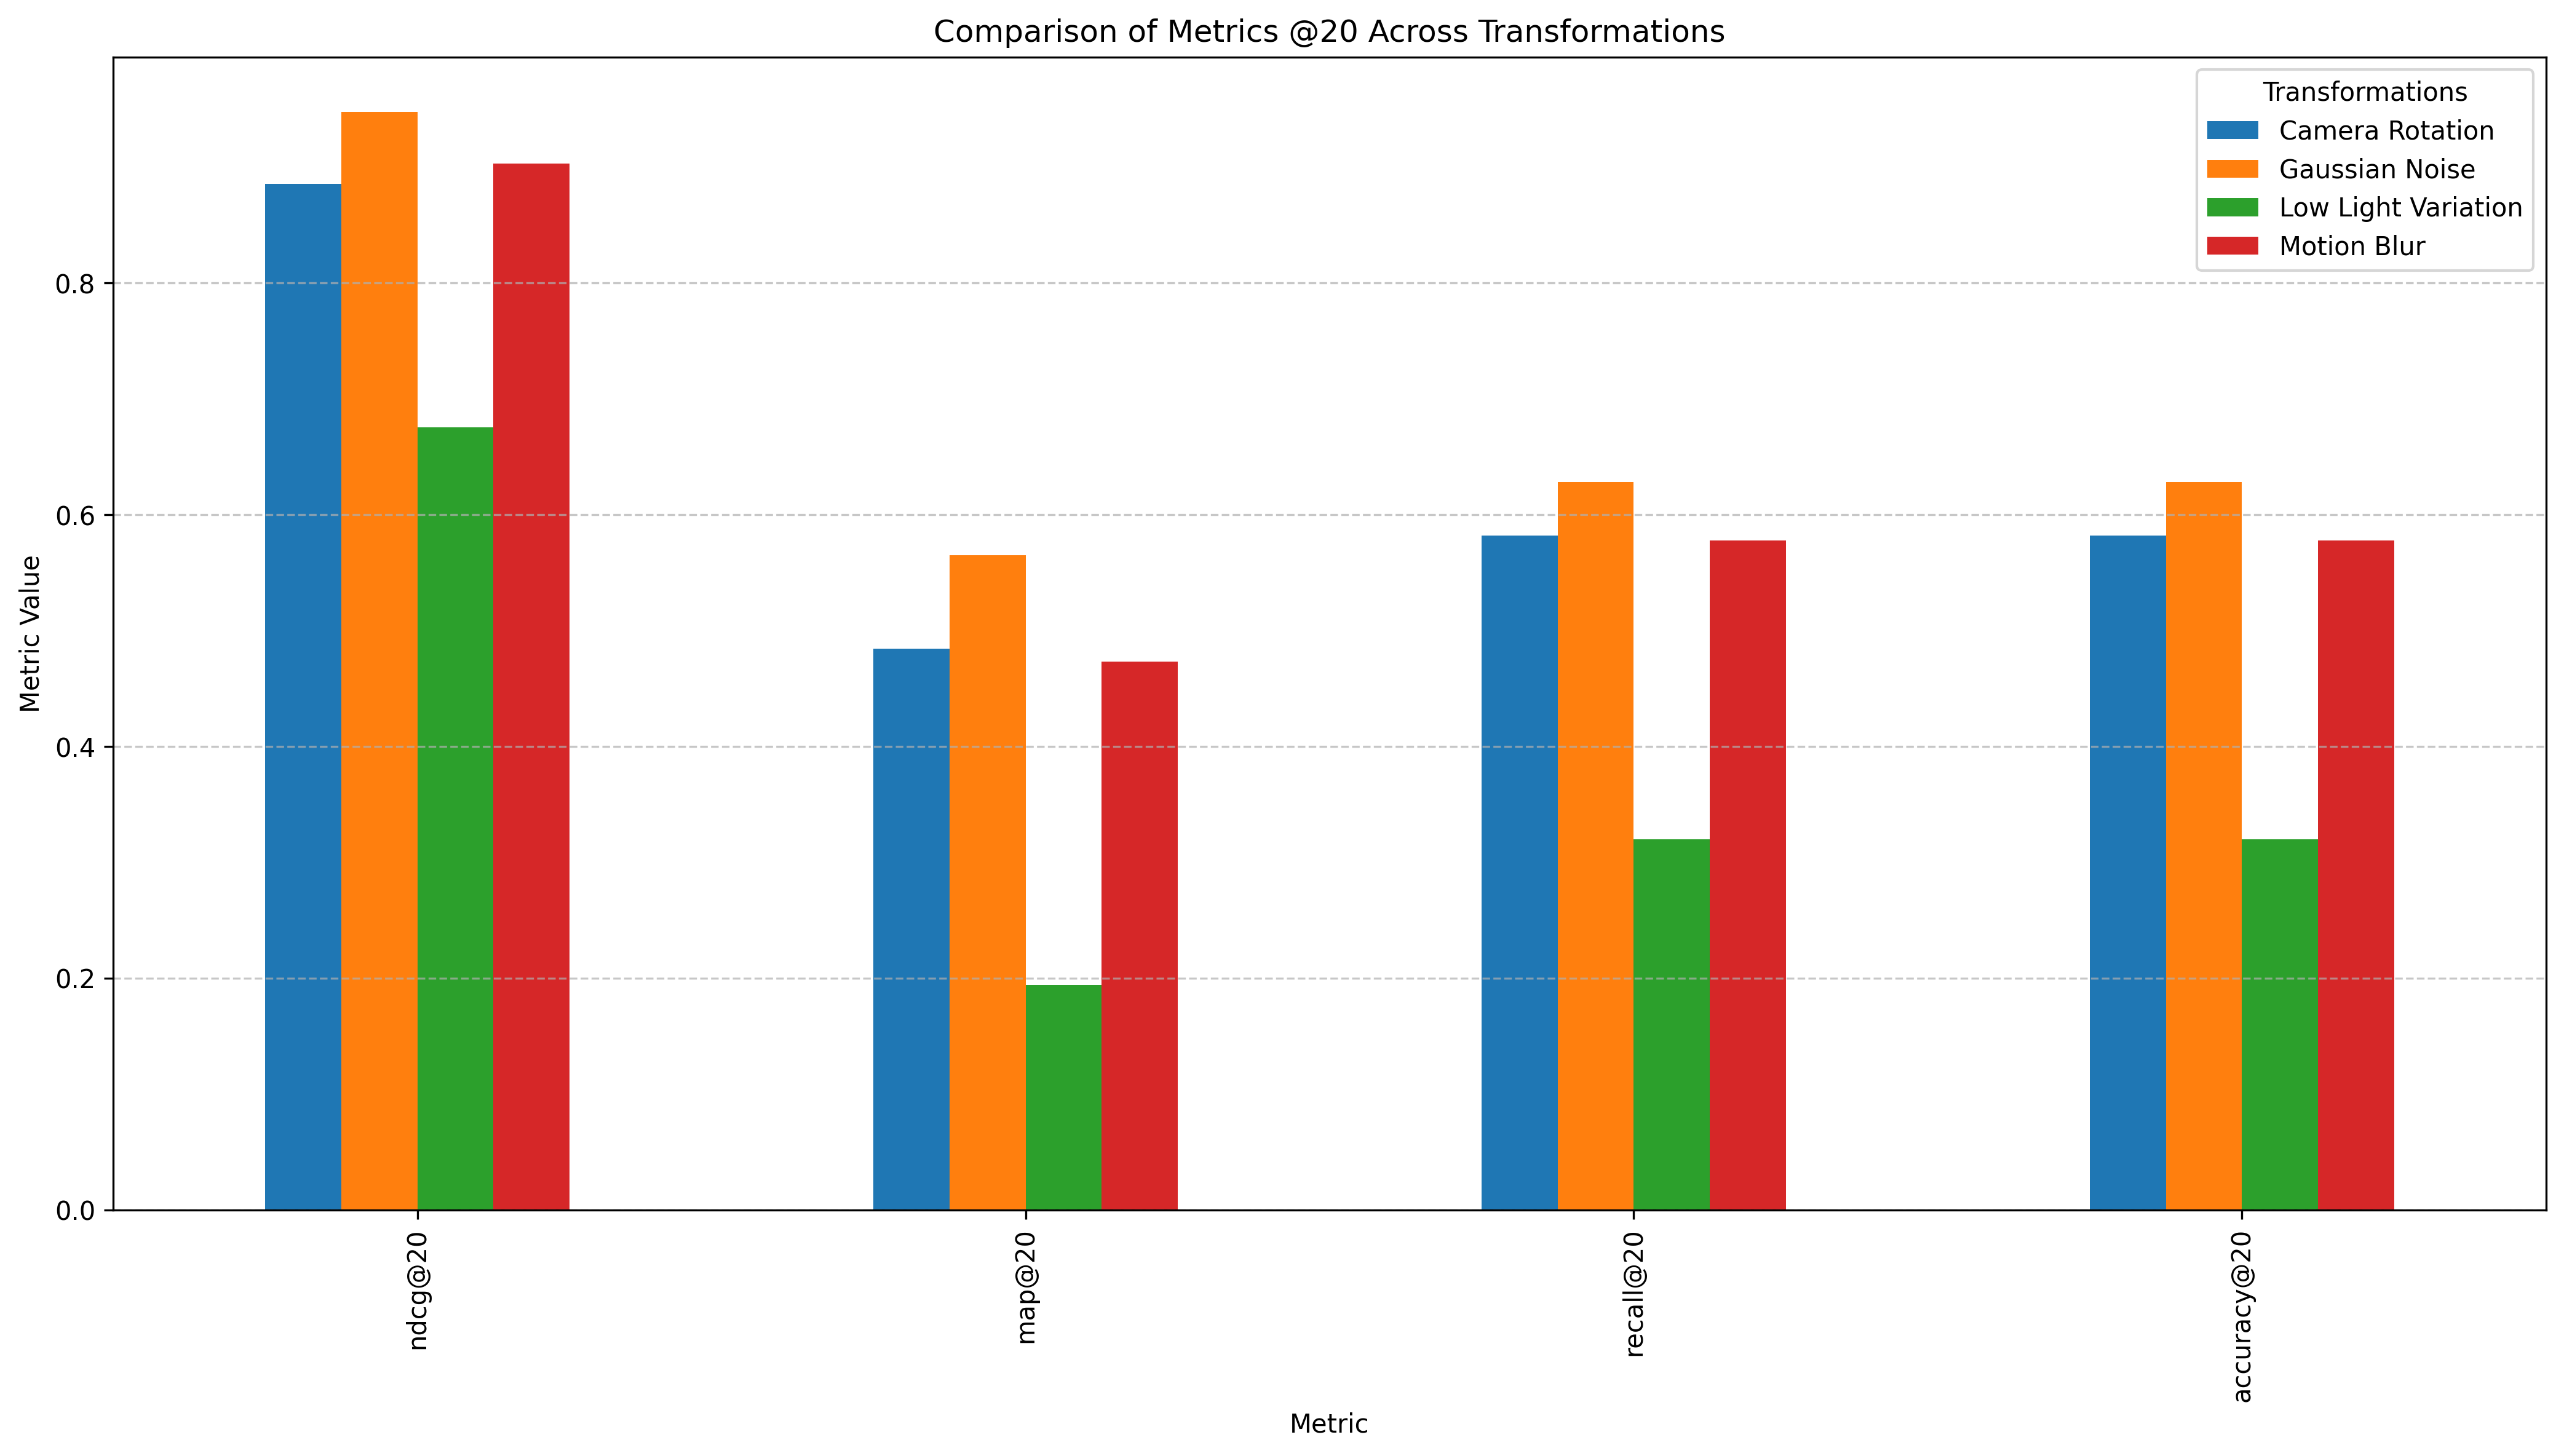 Comparison of Metrics @20 Across Transformations
Transformations
Camera Rotation
Gaussian Noise
Low Light Variation
Motion Blur
Metric Value
0.8
0.6
0.4
0.2
0.0
ndcg@20
map@20
recall@20
accuracy@20
Metric